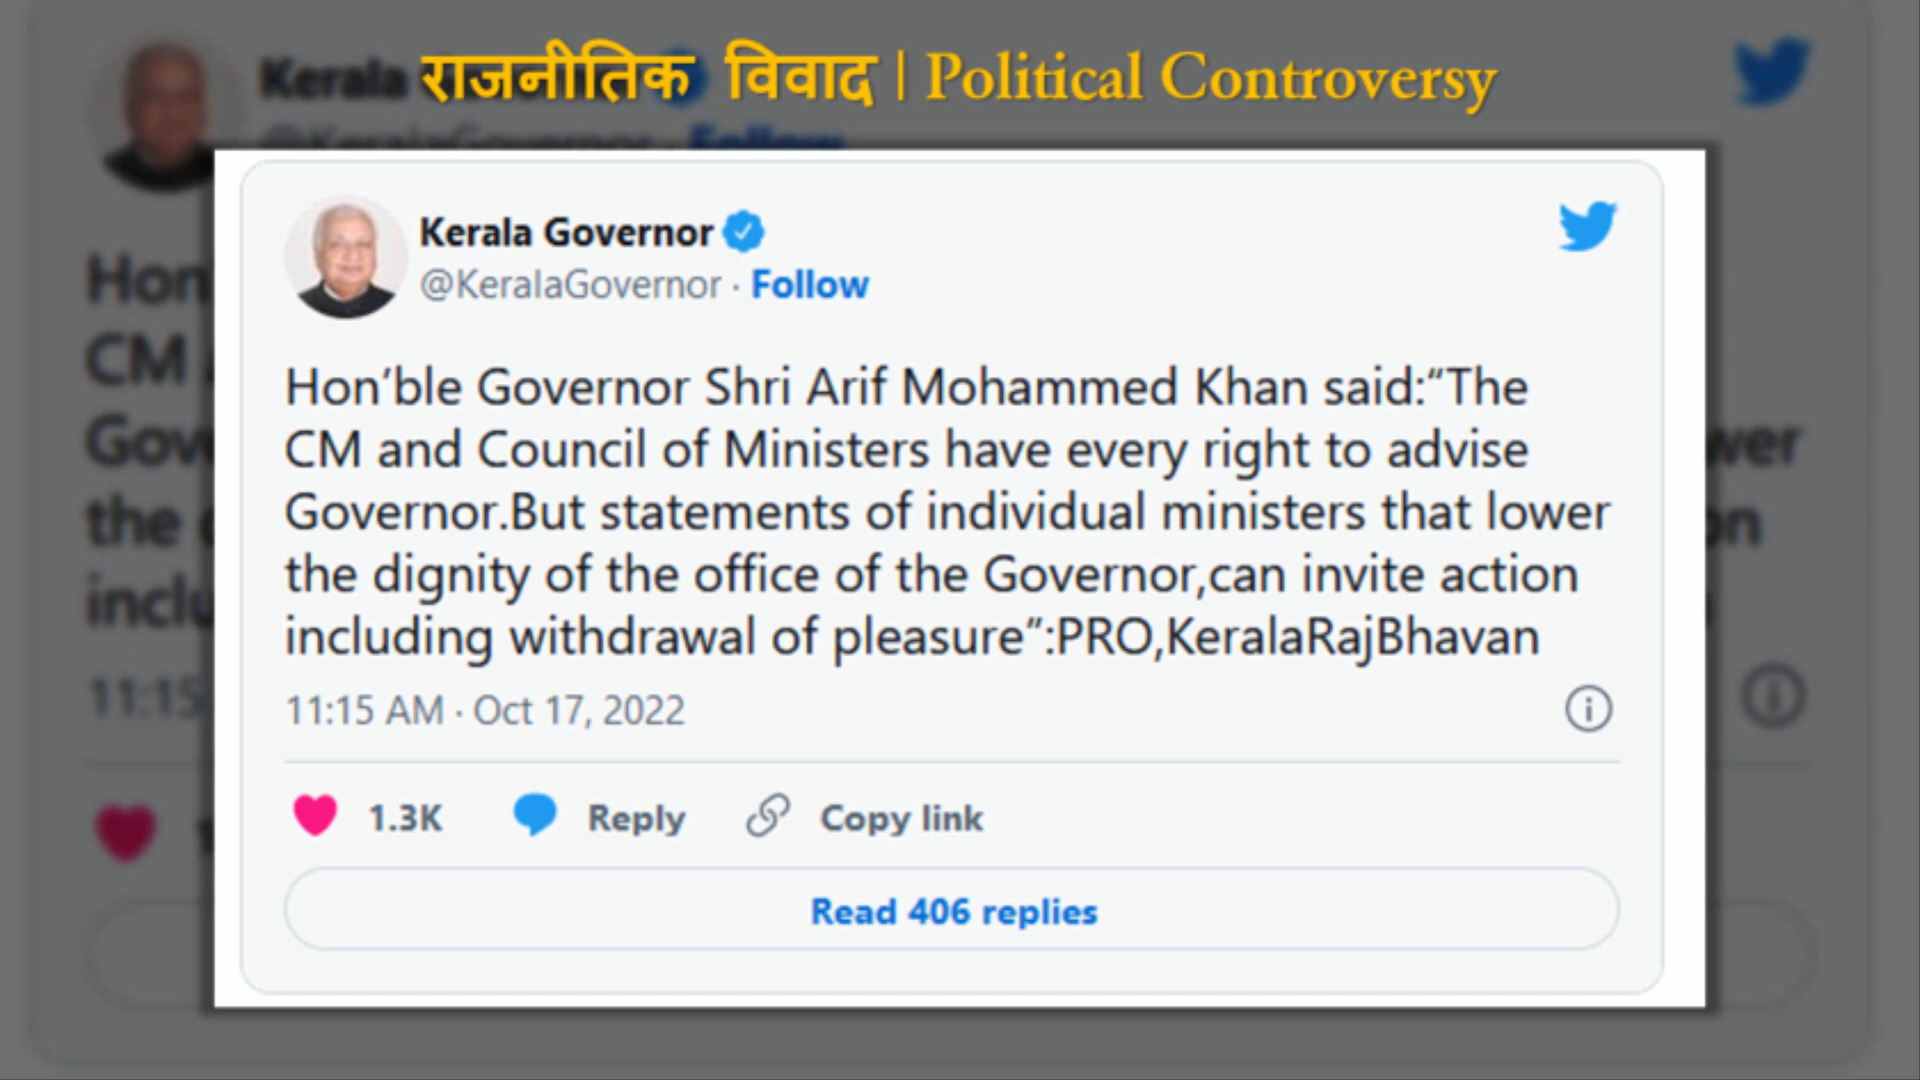 राजनीतिक विवाद | Political Controversy
Kerala Governor
@KeralaGovernor · Follow
Hon’ble Governor Shri Arif Mohammed Khan said:“The
CM and Council of Ministers have every right to advise
Governor.But statements of individual ministers that lower
the dignity of the office of the Governor,can invite action
including withdrawal of pleasure”:PRO,KeralaRajBhavan
11:15 AM · Oct 17, 2022
1.3K Reply Copy link
Read 406 replies